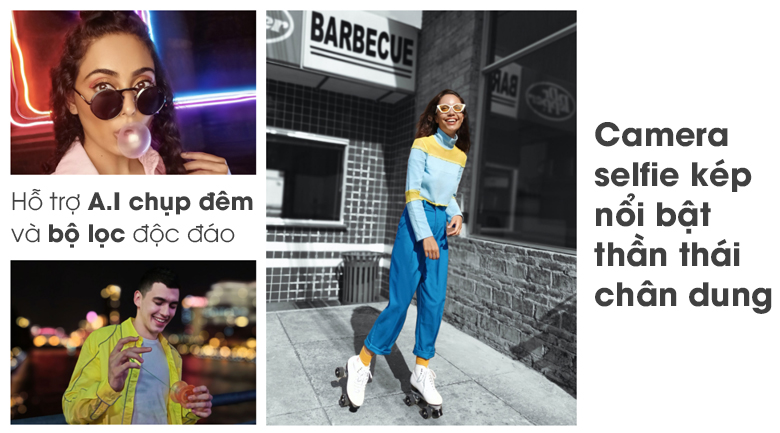 BARBECUE
Hỗ trợ A.I chụp đêm
và bộ lọc độc đáo
Camera
selfie kép
nổi bật
thần thái
chân dung